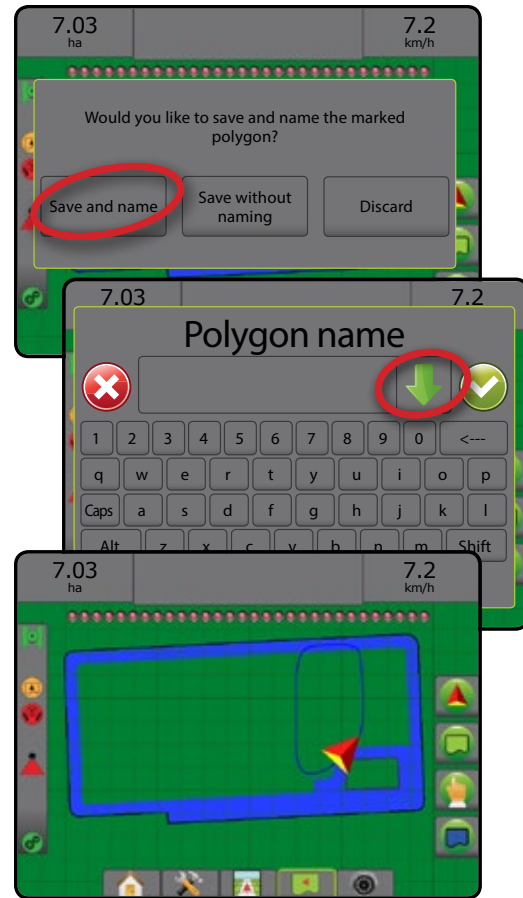 7.03 7.2
ha km/h
Would you like to save and name the marked
polygon?
Save and name Save without Discard
naming
7.03 7.2
Polygon name
1 2 3 4 5 6 7 8 9 0 <---
q w e r t y u i o p
Caps a s d f g h j k l
Alt z x c v b n m Shift
7.03 7.2
ha km/h